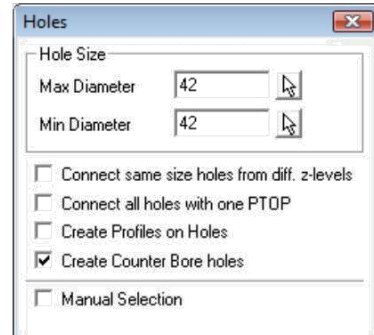 Holes
Hole Size
Max Diameter 42
Min Diameter 42
Connect same size holes from diff. z-levels
Connect all holes with one PTOP
Create Profiles on Holes
Create Counter Bore holes
Manual Selection